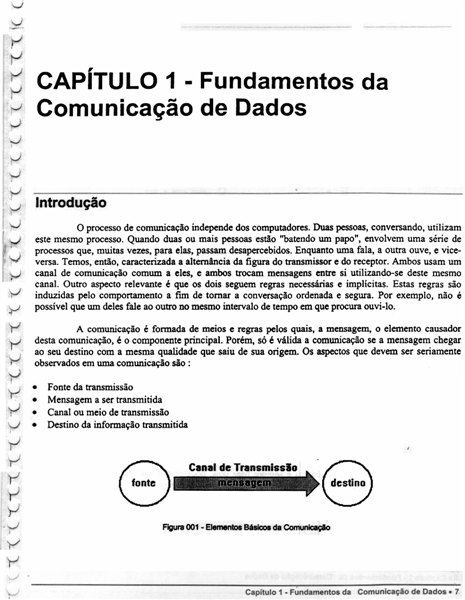 CAPÍTULO 1 - Fundamentos da
Comunicação de Dados
Introdução
O processo de comunicação independe dos computadores. Duas pessoas, conversando, utilizam
este mesmo processo. Quando duas ou mais pessoas estão "batendo um papo", envolvem uma série de
processos que, muitas vezes, para elas, passam desapercebidos. Enquanto uma fala, a outra ouve, e vice-
versa. Temos, então, caracterizada a alternância da figura do transmissor e do receptor. Ambos usam um
canal de comunicação comum a eles, e ambos trocam mensagens entre si utilizando-se deste mesmo
canal. Outro aspecto relevante é que os dois seguem regras necessárias e implícitas. Estas regras são
induzidas pelo comportamento a fim de tornar a conversação ordenada e segura. Por exemplo, não é
possível que um deles fale ao outro no mesmo intervalo de tempo em que procura ouvi-lo.
A comunicação é formada de meios e regras pelos quais, a mensagem, o elemento causador
desta comunicação, é o componente principal. Porém, só é válida a comunicação se a mensagem chegar
ao seu destino com a mesma qualidade que saiu de sua origem. Os aspectos que devem ser seriamente
observados em uma comunicação são :
• Fonte da transmissão
• Mensagem a ser transmitida
• Canal ou meio de transmissão
• Destino da informação transmitida
Canal de Transmissão
fonte mensagem destino
Figura 001 - Elementos Básicos da Comunicação
Capítulo 1 - Fundamentos da Comunicação de Dados • 7